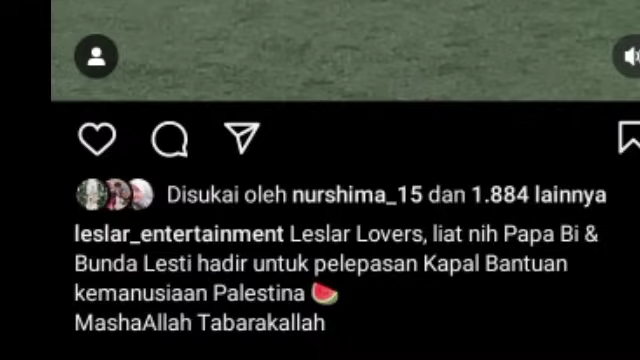 Disukai oleh nurshima_15 dan 1.884 lainnya
leslar_entertainment Leslar Lovers, liat nih Papa Bi &
Bunda Lesti hadir untuk pelepasan Kapal Bantuan
kemanusiaan Palestina 🍉
MashaAllah Tabarakallah